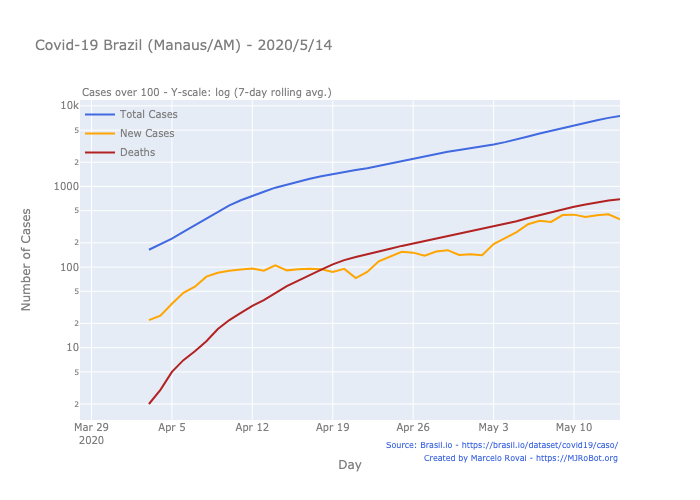 Covid-19 Brazil (Manaus/AM) - 2020/5/14
Cases over 100 - Y-scale: log (7-day rolling avg.)
Total Cases
New Cases
Deaths
Number of Cases
10k
5
2
1000
5
2
100
5
2
10
5
2
Mar 29
2020
Apr 5
Apr 12
Apr 19
Apr 26
May 3
May 10
Day
Source: Brasil.io - https://brasil.io/dataset/covid19/caso/
Created by Marcelo Rovai - https://MJRoBot.org